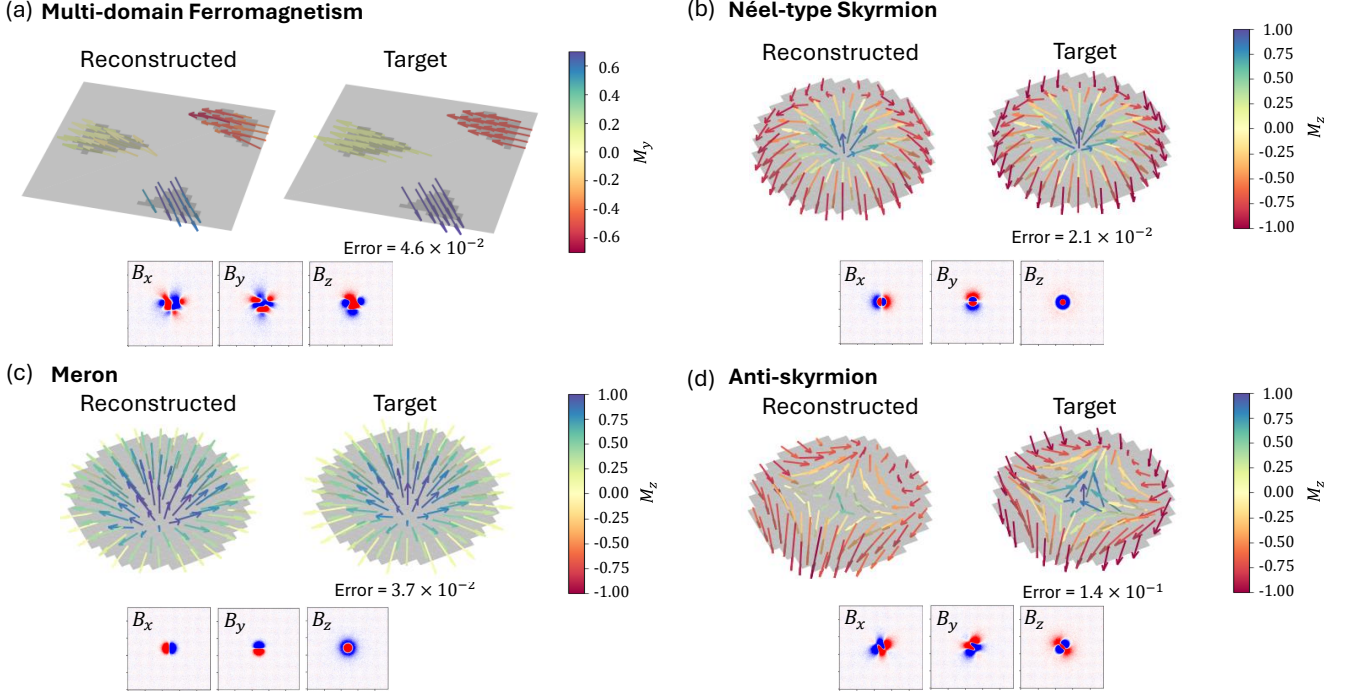 (a) Multi-domain Ferromagnetism
Reconstructed
Target
0.6
0.4
0.2
0.0
-0.2
-0.4
-0.6
M_y
Error = 4.6 × 10⁻²
B_x
B_y
B_z
(b) Néel-type Skyrmion
Reconstructed
Target
1.00
0.75
0.50
0.25
0.00
-0.25
-0.50
-0.75
-1.00
M_z
Error = 2.1 × 10⁻²
B_x
B_y
B_z
(c) Meron
Reconstructed
Target
1.00
0.75
0.50
0.25
0.00
-0.25
-0.50
-0.75
-1.00
M_z
Error = 3.7 × 10⁻²
B_x
B_y
B_z
(d) Anti-skyrmion
Reconstructed
Target
1.00
0.75
0.50
0.25
0.00
-0.25
-0.50
-0.75
-1.00
M_z
Error = 1.4 × 10⁻¹
B_x
B_y
B_z